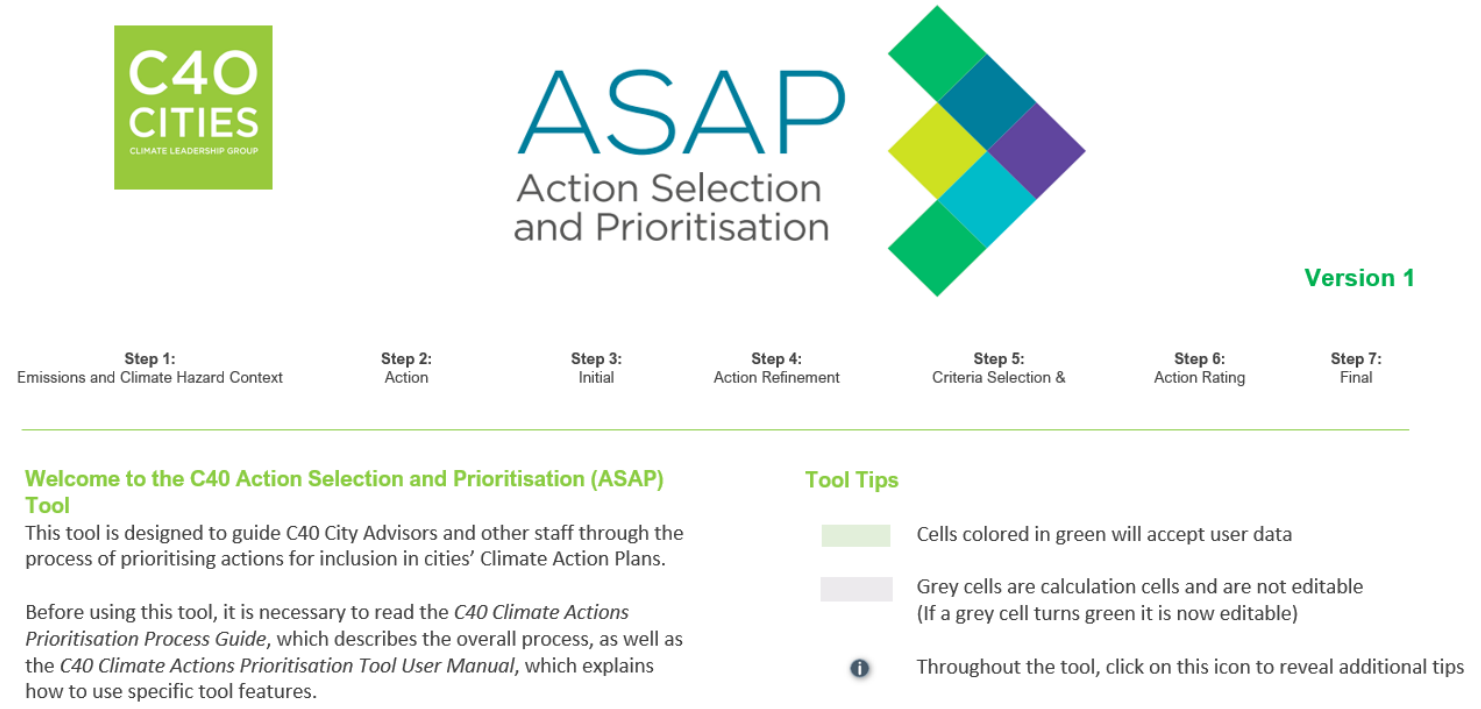 C40
CITIES
CLIMATE LEADERSHIP GROUP
ASAP
Action Selection
and Prioritisation
Version 1
Step 1:
Emissions and Climate Hazard Context
Step 2:
Action
Step 3:
Initial
Step 4:
Action Refinement
Step 5:
Criteria Selection &
Step 6:
Action Rating
Step 7:
Final
Welcome to the C40 Action Selection and Prioritisation (ASAP)
Tool
This tool is designed to guide C40 City Advisors and other staff through the
process of prioritising actions for inclusion in cities’ Climate Action Plans.
Before using this tool, it is necessary to read the C40 Climate Actions
Prioritisation Process Guide, which describes the overall process, as well as
the C40 Climate Actions Prioritisation Tool User Manual, which explains
how to use specific tool features.
Tool Tips
Cells colored in green will accept user data
Grey cells are calculation cells and are not editable
(If a grey cell turns green it is now editable)
Throughout the tool, click on this icon to reveal additional tips